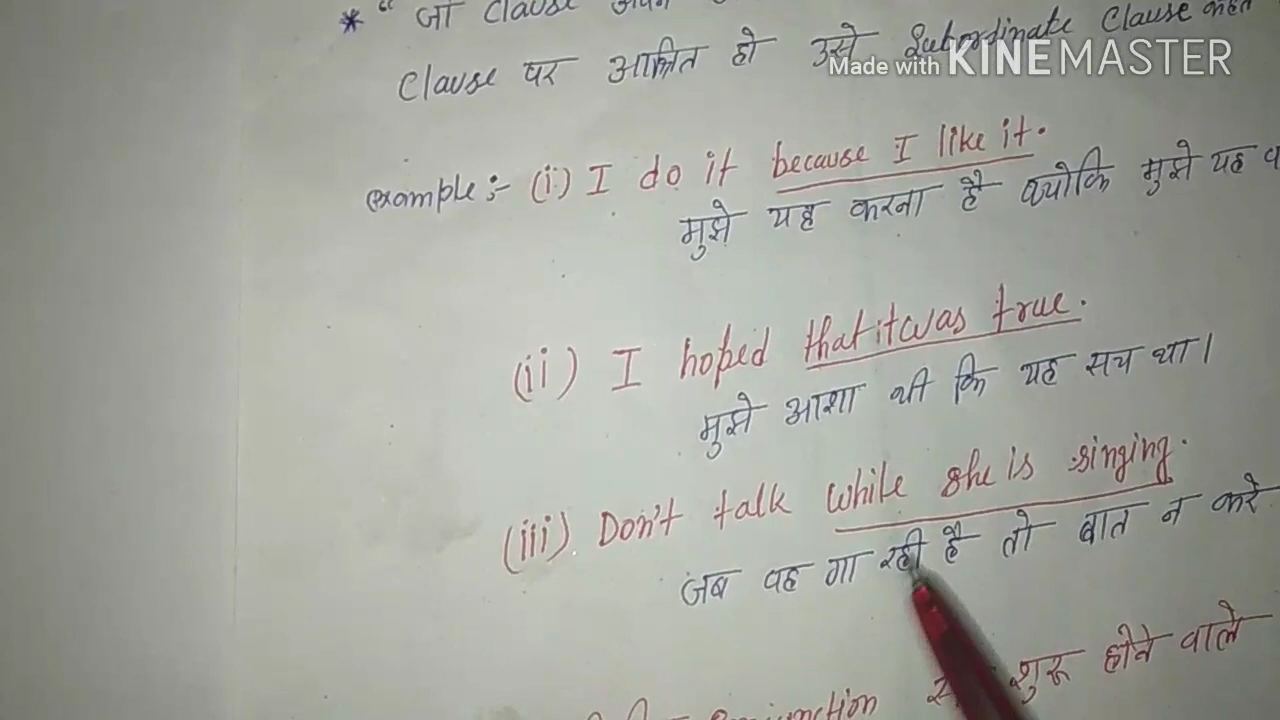 * " जो Clause अपने
Clause पर आश्रित हो उसे Subordinate Clause कहते
Made with KINEMASTER
example :- (i) I do it because I like it.
मुझे यह करना है क्योकि मुझे यह
(ii) I hoped that it was true.
मुझे आशा थी कि यह सच था।
(iii) Don't talk while she is singing.
जब वह गा रही है तो बात न करे
शुरू होने वाले